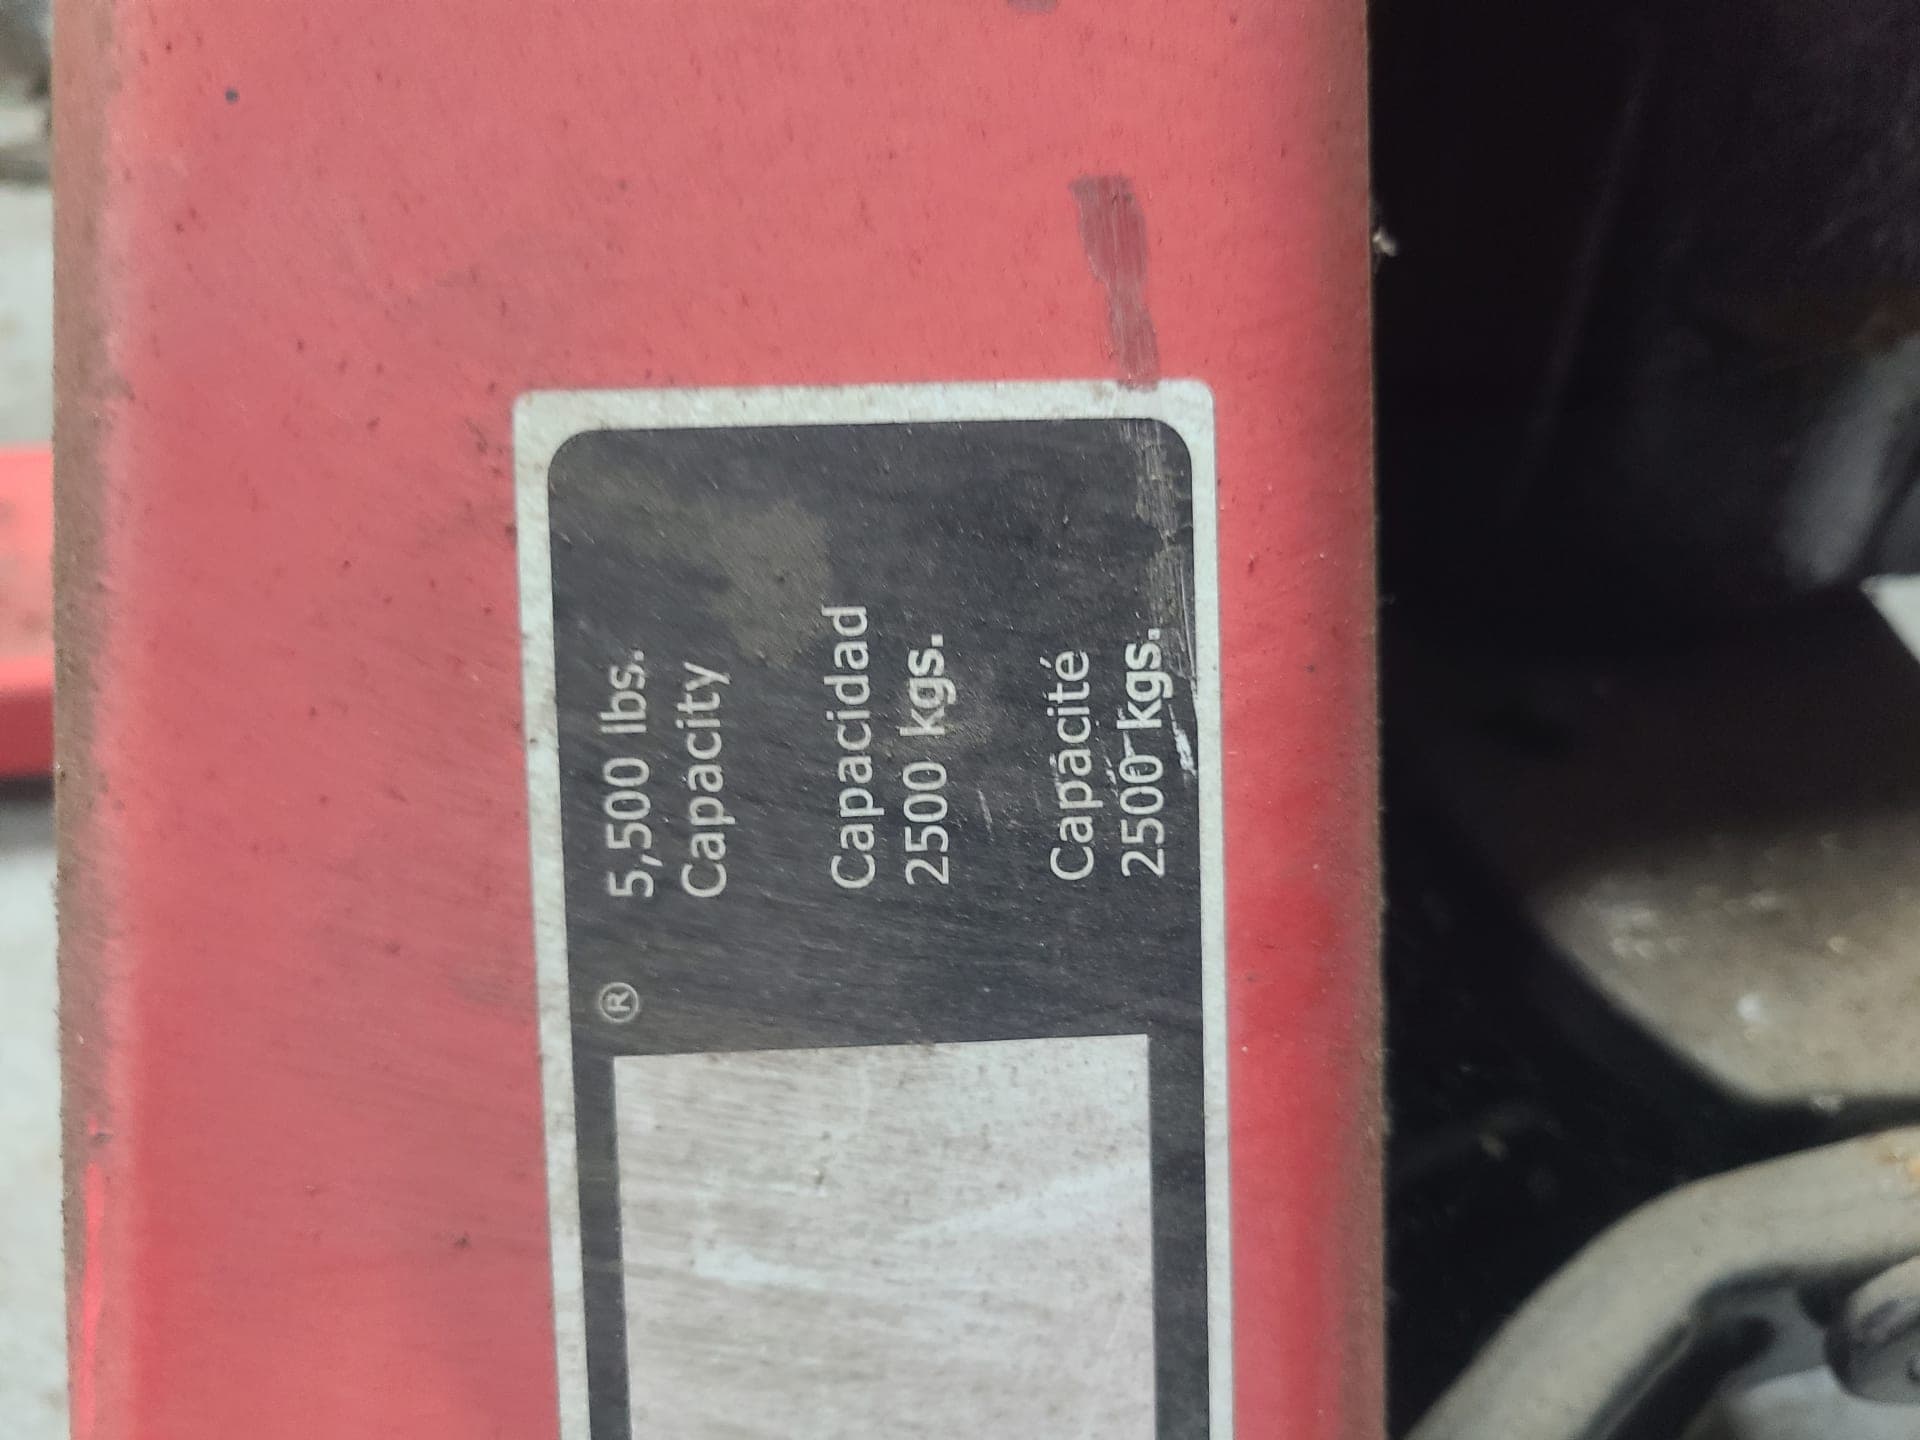 ®
5,500 lbs.
Capacity
Capacidad
2500 kgs.
Capacité
2500 kgs.